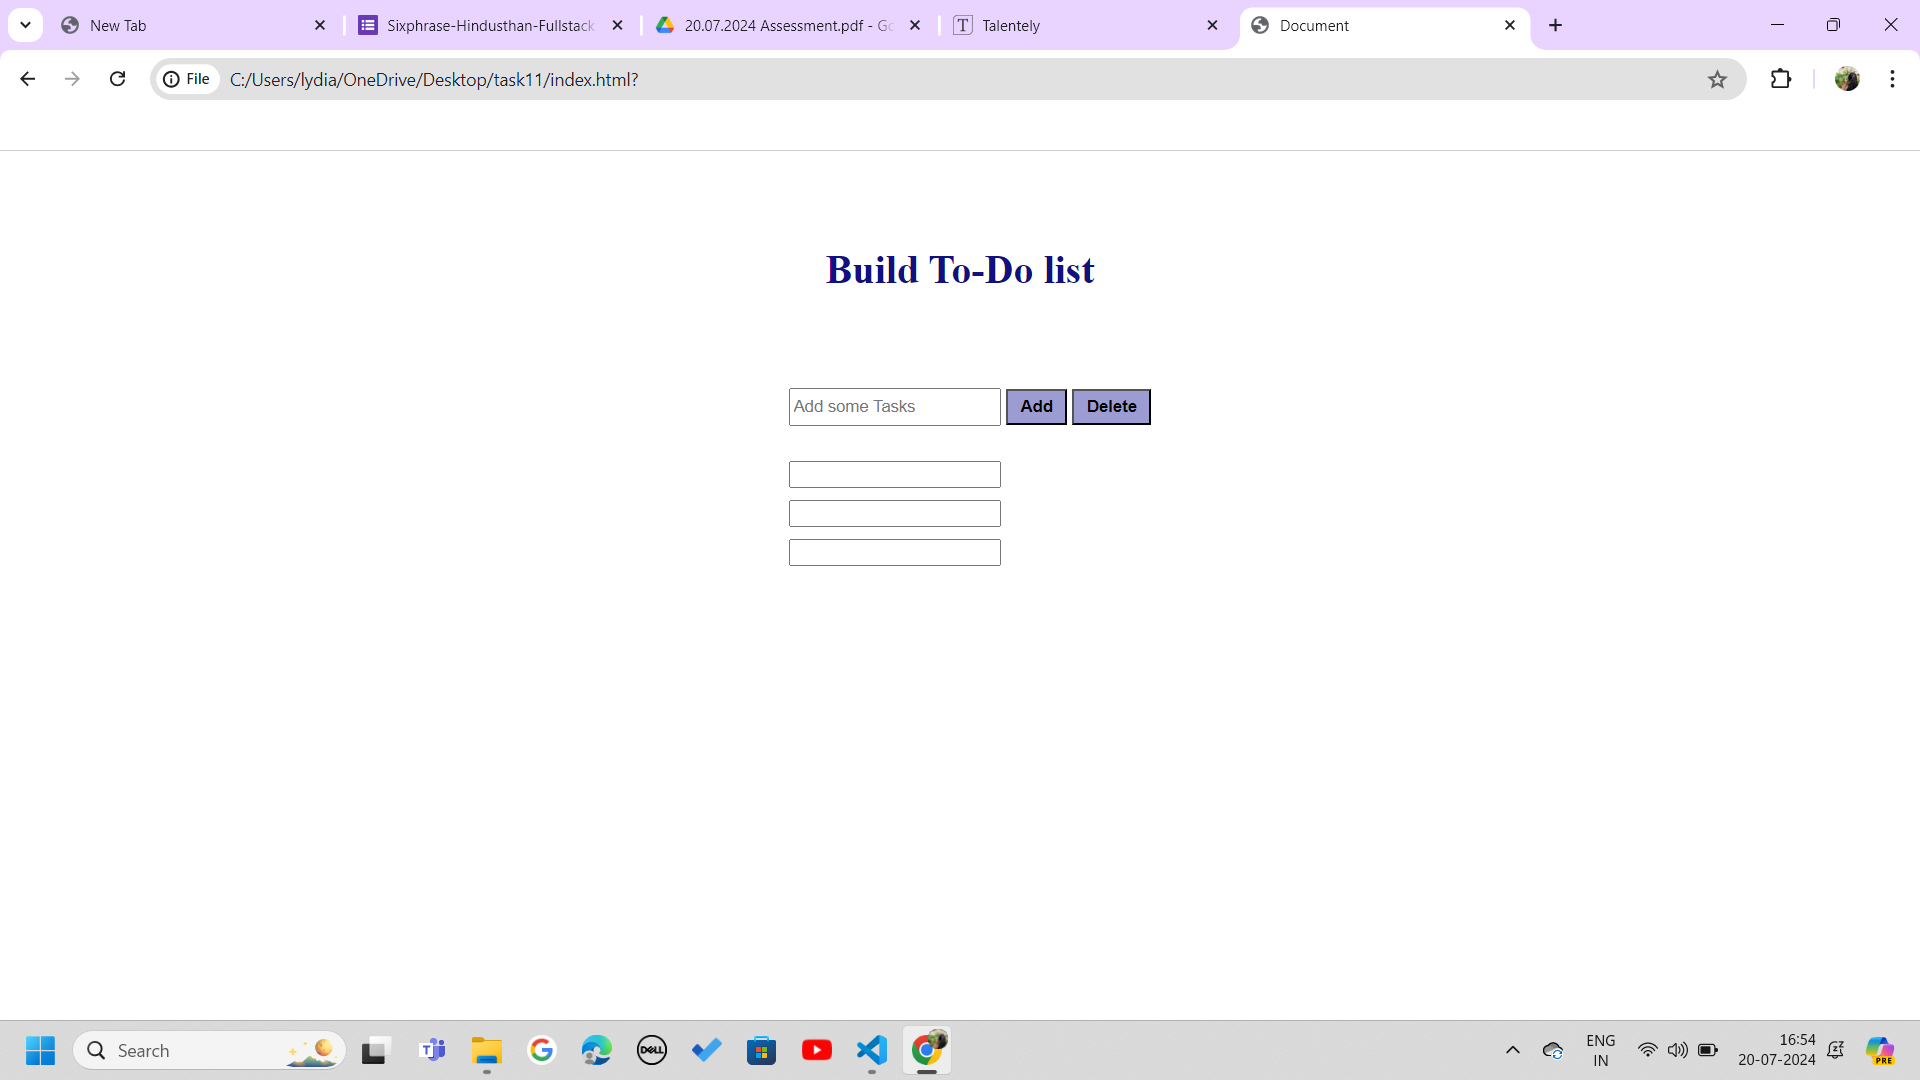 New Tab
Sixphrase-Hindusthan-Fullstack
20.07.2024 Assessment.pdf - Go
Talentely
Document
File
C:/Users/lydia/OneDrive/Desktop/task11/index.html?
Build To-Do list
Add some Tasks
Add
Delete
Search
T
DELL
ENG
IN
16:54
20-07-2024
PRE